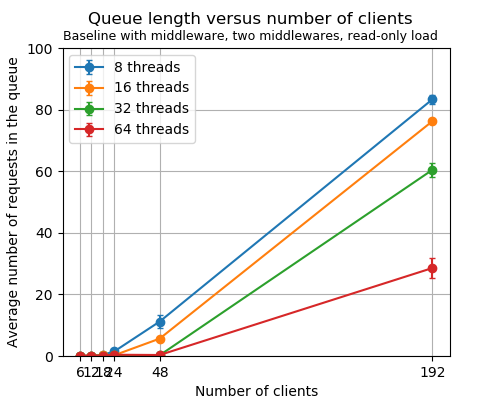 Queue length versus number of clients
Baseline with middleware, two middlewares, read-only load
Average number of requests in the queue
100
80
60
40
20
0
8 threads
16 threads
32 threads
64 threads
6 12 18 24 48 192
Number of clients